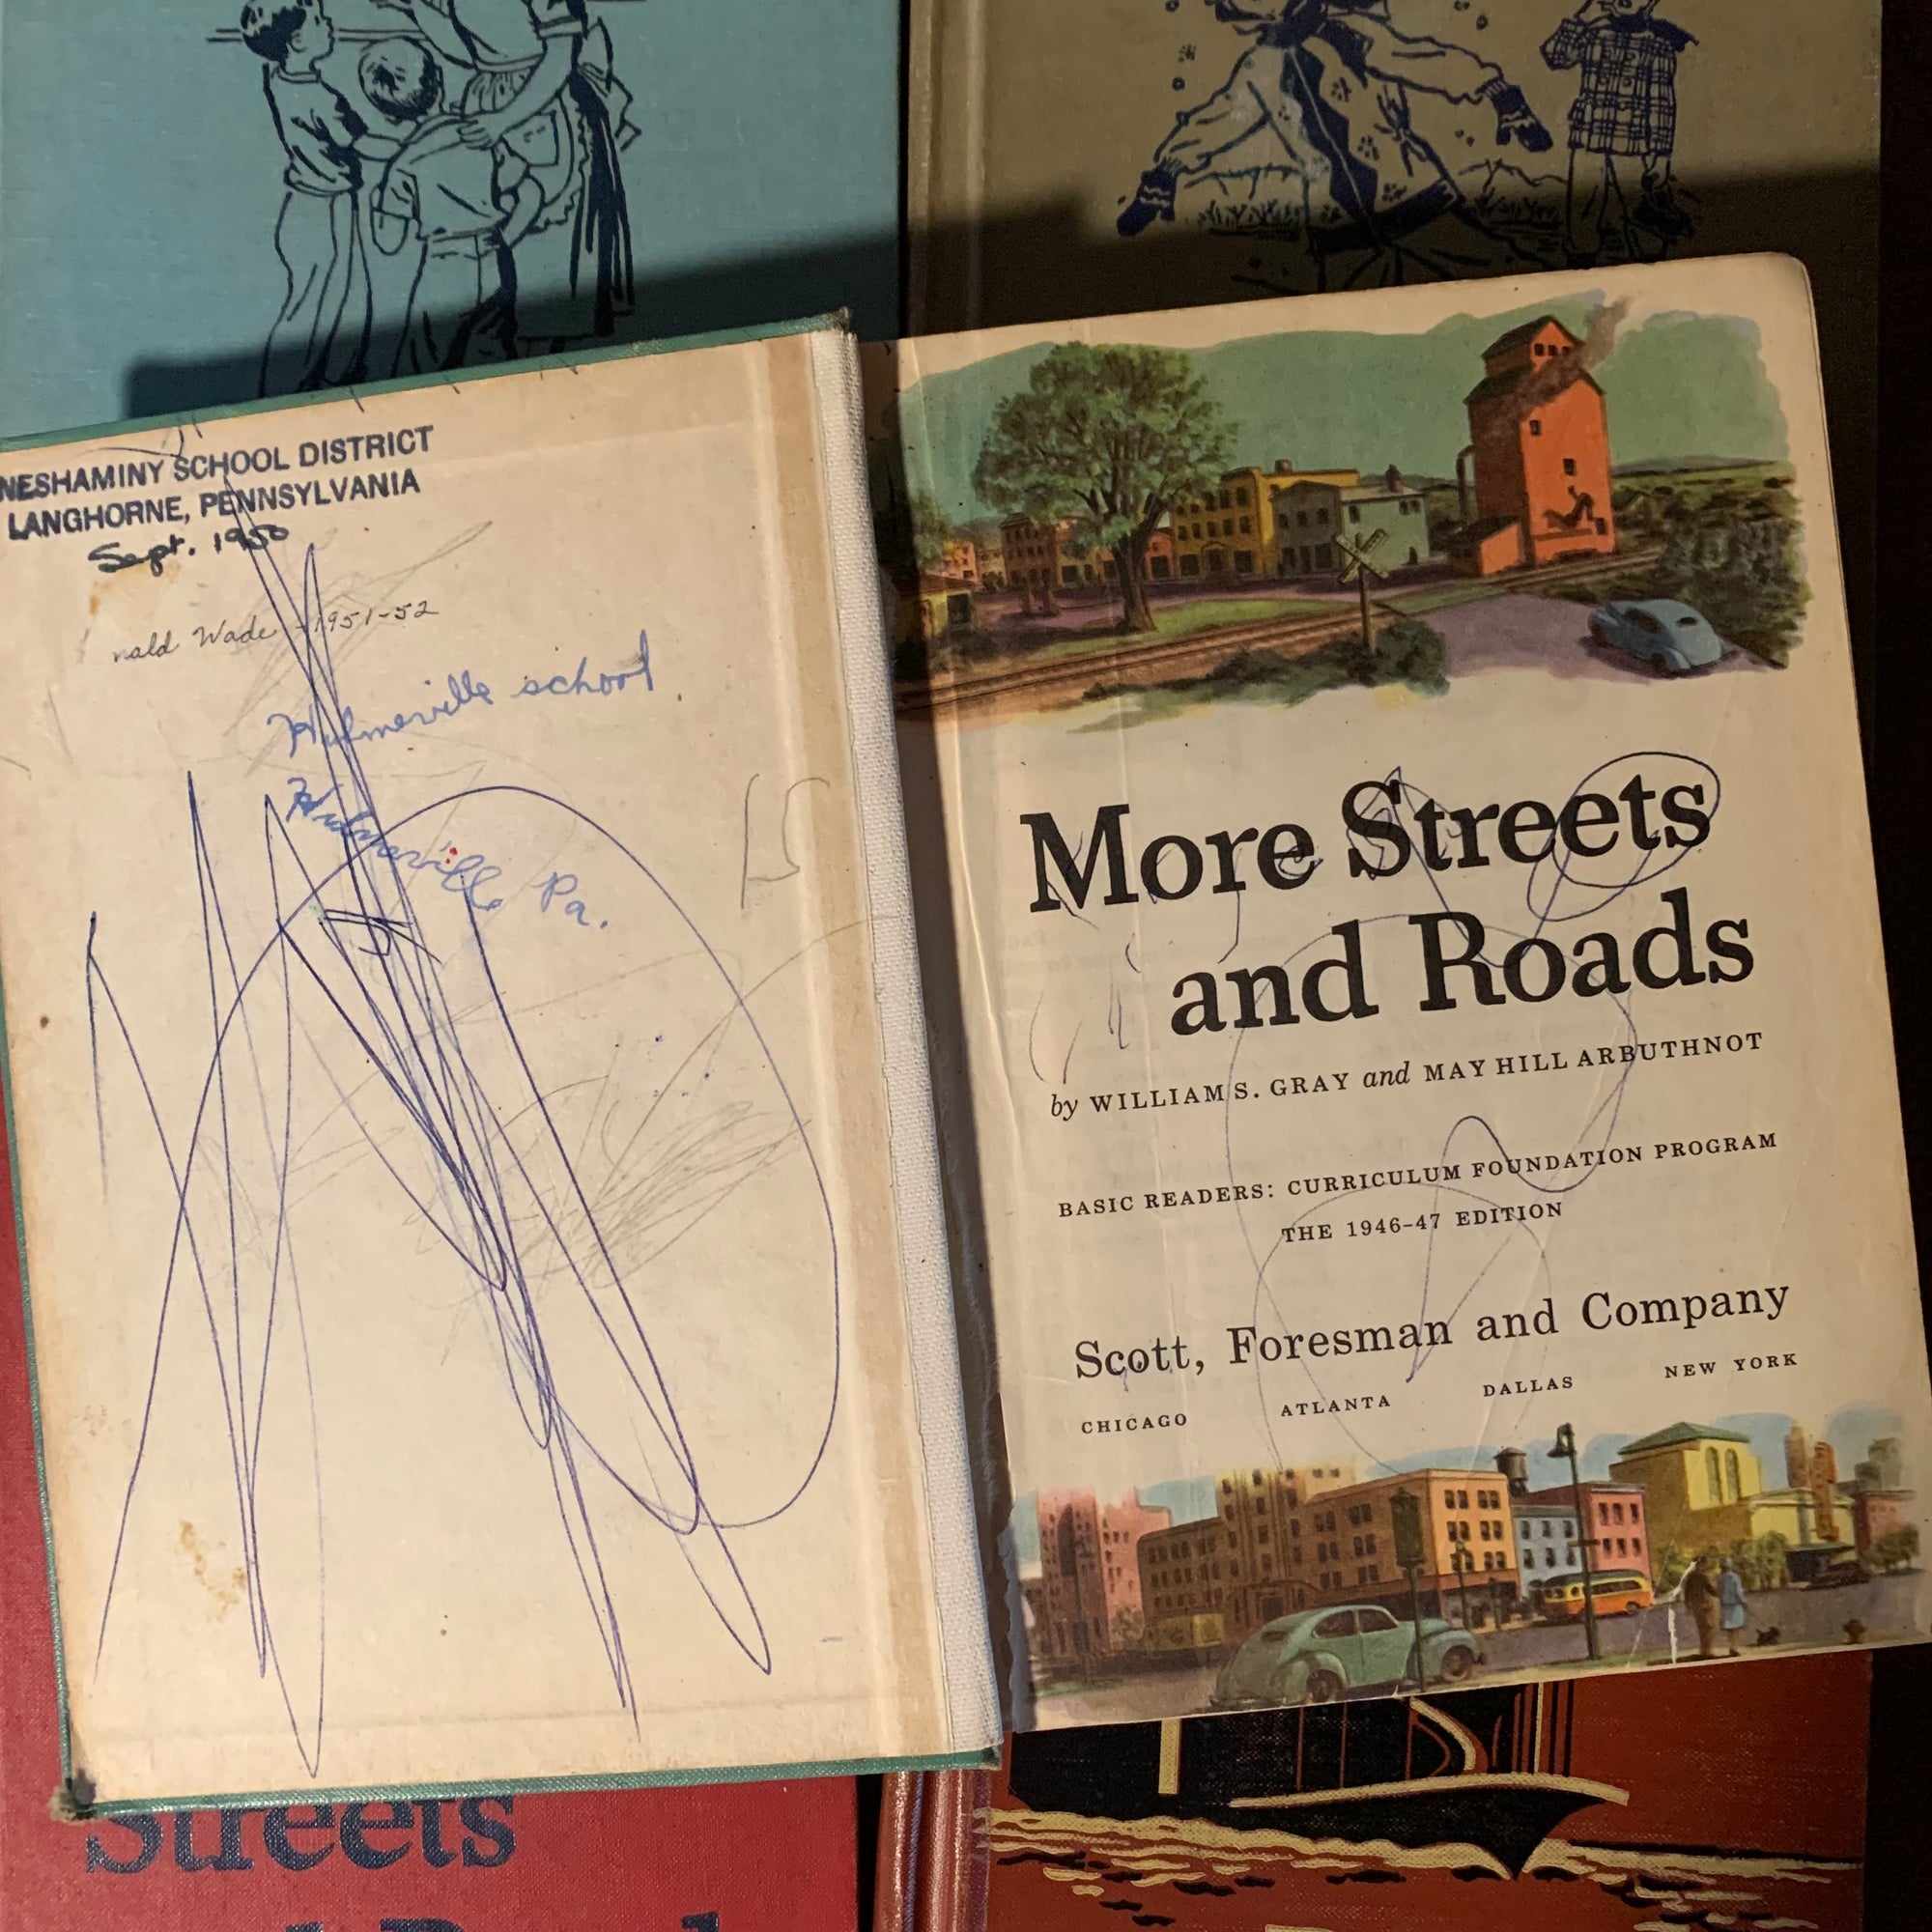 NESHAMINY SCHOOL DISTRICT
LANGHORNE, PENNSYLVANIA
Sept. 1950
nald Wade - 1951-52
Hulmeville school.
Hulmeville Pa.
More Streets
and Roads
by WILLIAM S. GRAY and MAY HILL ARBUTHNOT
BASIC READERS: CURRICULUM FOUNDATION PROGRAM
THE 1946-47 EDITION
Scott, Foresman and Company
CHICAGO ATLANTA DALLAS NEW YORK
Streets